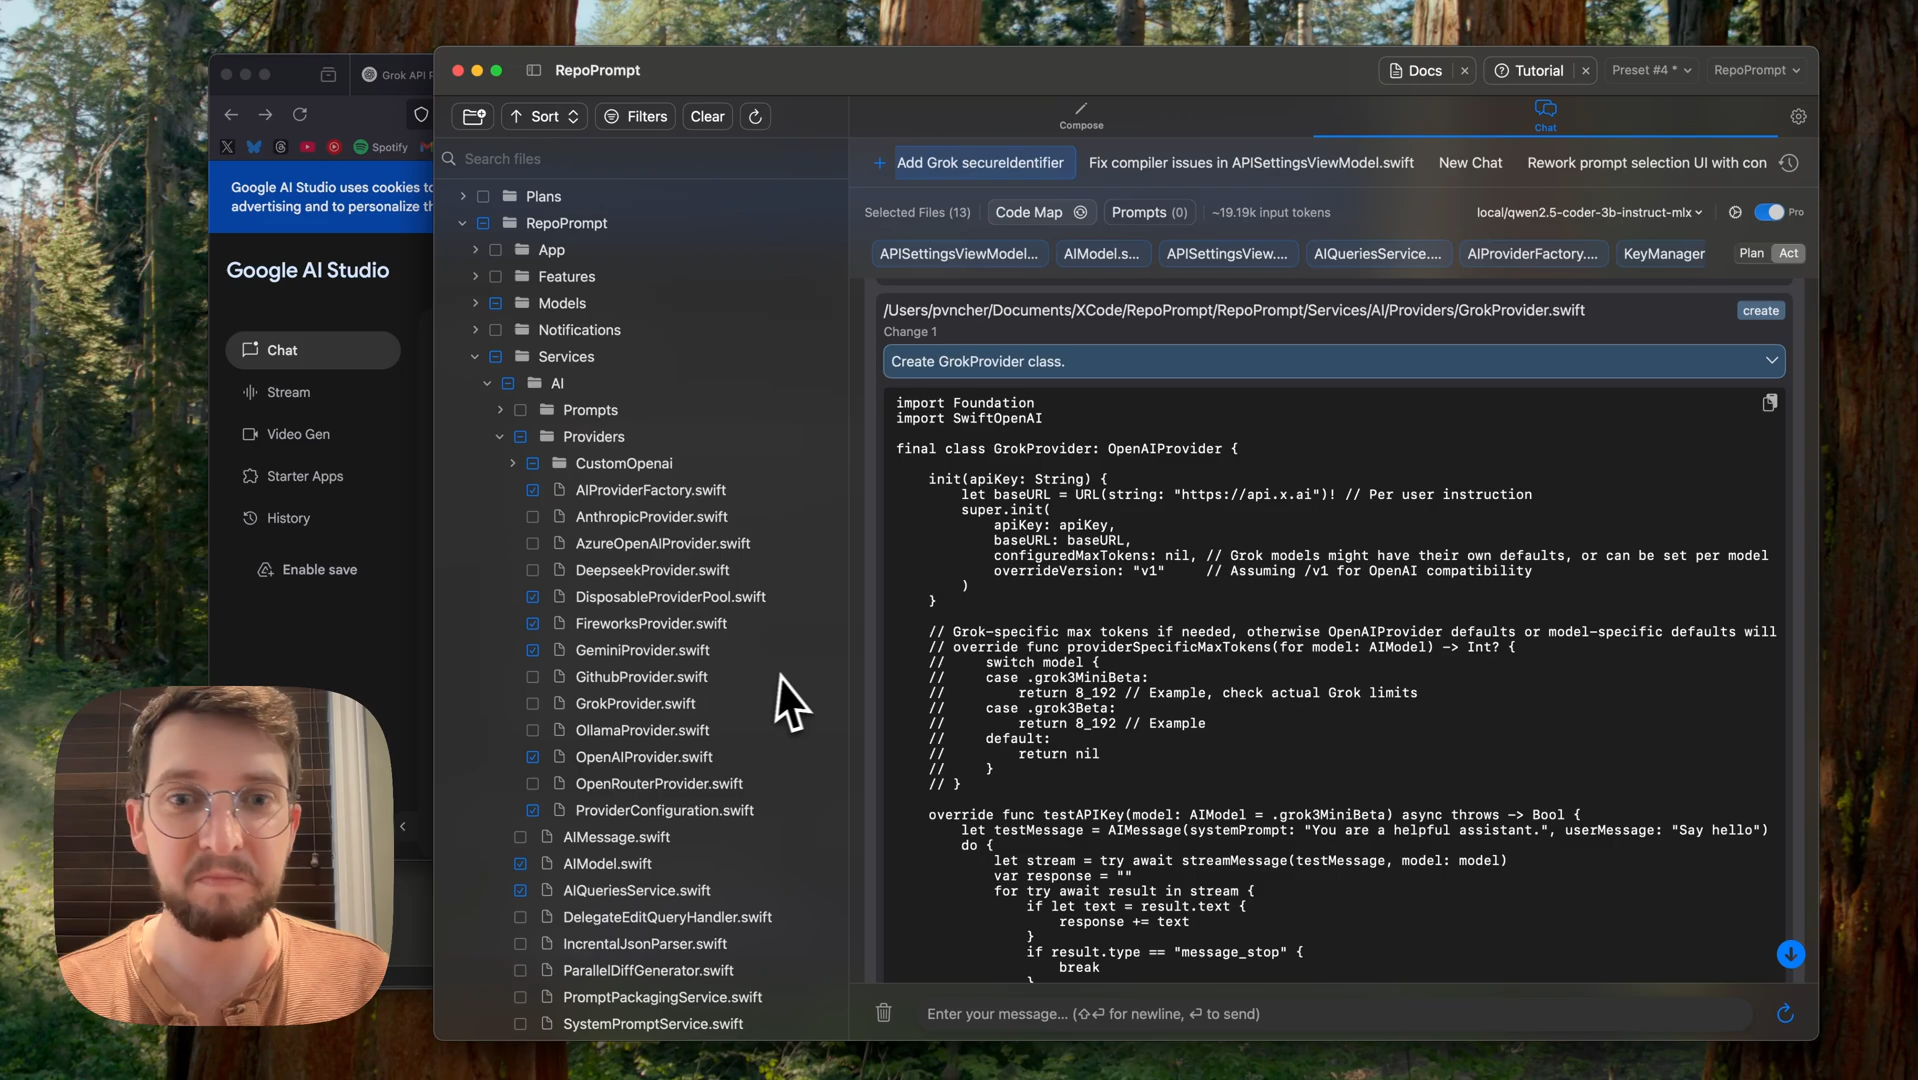 Grok API P
Spotify
Google AI Studio uses cookies to
advertising and to personalize th
Google AI Studio
Chat
Stream
Video Gen
Starter Apps
History
Enable save
RepoPrompt
Docs
Tutorial
Preset #4 *
RepoPrompt
Sort
Filters
Clear
Search files
Plans
RepoPrompt
App
Features
Models
Notifications
Services
AI
Prompts
Providers
CustomOpenai
AIProviderFactory.swift
AnthropicProvider.swift
AzureOpenAIProvider.swift
DeepseekProvider.swift
DisposableProviderPool.swift
FireworksProvider.swift
GeminiProvider.swift
GithubProvider.swift
GrokProvider.swift
OllamaProvider.swift
OpenAIProvider.swift
OpenRouterProvider.swift
ProviderConfiguration.swift
AIMessage.swift
AIModel.swift
AIQueriesService.swift
DelegateEditQueryHandler.swift
IncrentalJsonParser.swift
ParallelDiffGenerator.swift
PromptPackagingService.swift
SystemPromptService.swift
Compose
Chat
+ Add Grok secureIdentifier Fix compiler issues in APISettingsViewModel.swift New Chat Rework prompt selection UI with con
Selected Files (13) Code Map Prompts (0) ~19.19k input tokens local/qwen2.5-coder-3b-instruct-mlx Pro
APISettingsViewModel... AIModel.s... APISettingsView.... AIQueriesService.... AIProviderFactory.... KeyManager Plan Act
/Users/pvncher/Documents/XCode/RepoPrompt/RepoPrompt/Services/AI/Providers/GrokProvider.swift create
Change 1
Create GrokProvider class.
import Foundation
import SwiftOpenAI
final class GrokProvider: OpenAIProvider {
init(apiKey: String) {
let baseURL = URL(string: "https://api.x.ai")! // Per user instruction
super.init(
apiKey: apiKey,
baseURL: baseURL,
configuredMaxTokens: nil, // Grok models might have their own defaults, or can be set per model
overrideVersion: "v1" // Assuming /v1 for OpenAI compatibility
)
}
// Grok-specific max tokens if needed, otherwise OpenAIProvider defaults or model-specific defaults will
// override func providerSpecificMaxTokens(for model: AIModel) -> Int? {
// switch model {
// case .grok3MiniBeta:
// return 8_192 // Example, check actual Grok limits
// case .grok3Beta:
// return 8_192 // Example
// default:
// return nil
// }
// }
override func testAPIKey(model: AIModel = .grok3MiniBeta) async throws -> Bool {
let testMessage = AIMessage(systemPrompt: "You are a helpful assistant.", userMessage: "Say hello")
do {
let stream = try await streamMessage(testMessage, model: model)
var response = ""
for try await result in stream {
if let text = result.text {
response += text
}
if result.type == "message_stop" {
break
}
Enter your message... (⇧⏎ for newline, ⏎ to send)